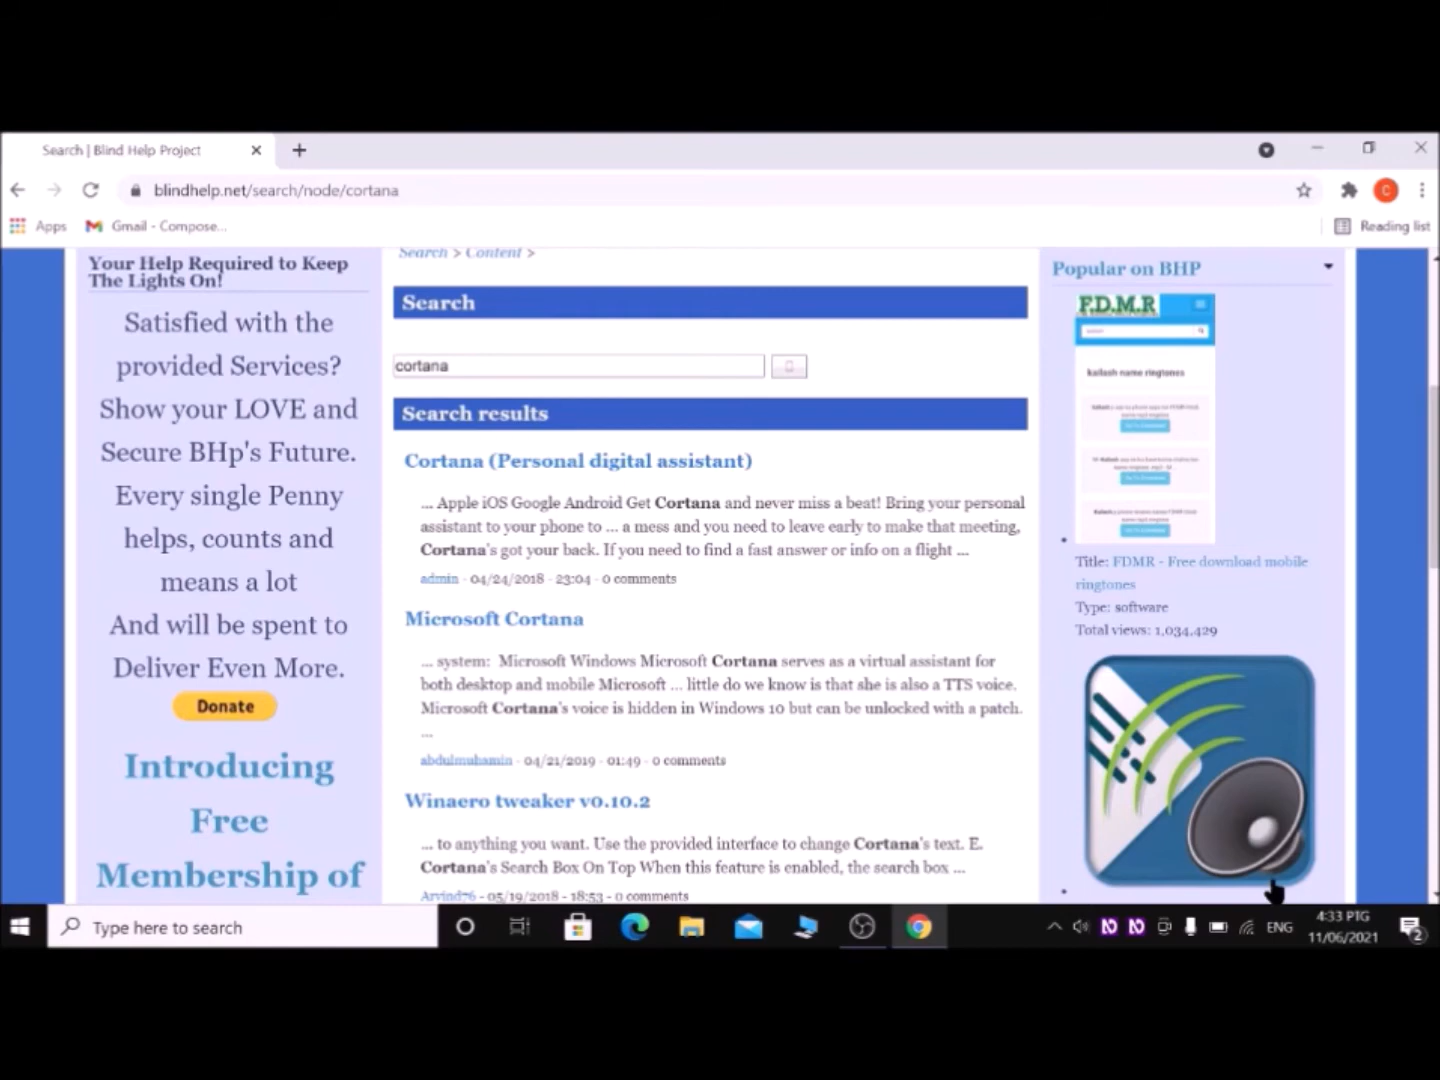 Search | Blind Help Project
blindhelp.net/search/node/cortana
C
Apps
Gmail - Compose...
Reading list
Your Help Required to Keep
The Lights On!
Satisfied with the
provided Services?
Show your LOVE and
Secure BHp's Future.
Every single Penny
helps, counts and
means a lot
And will be spent to
Deliver Even More.
Donate
Introducing
Free
Membership of
Search > Content >
Search
cortana
Search results
Cortana (Personal digital assistant)
... Apple iOS Google Android Get Cortana and never miss a beat! Bring your personal
assistant to your phone to ... a mess and you need to leave early to make that meeting,
Cortana's got your back. If you need to find a fast answer or info on a flight ...
admin - 04/24/2018 - 23:04 - 0 comments
Microsoft Cortana
... system:  Microsoft Windows Microsoft Cortana serves as a virtual assistant for
both desktop and mobile Microsoft ... little do we know is that she is also a TTS voice.
Microsoft Cortana's voice is hidden in Windows 10 but can be unlocked with a patch.
...
abdulmuhamin - 04/21/2019 - 01:49 - 0 comments
Winaero tweaker v0.10.2
... to anything you want. Use the provided interface to change Cortana's text. E.
Cortana's Search Box On Top When this feature is enabled, the search box ...
Arvind76 - 05/19/2018 - 18:53 - 0 comments
Popular on BHP
F.D.M.R
kailash name ringtones
Title: FDMR - Free download mobile
ringtones
Type: software
Total views: 1,034,429
Type here to search
ENG
4:33 PTG
11/06/2021
2